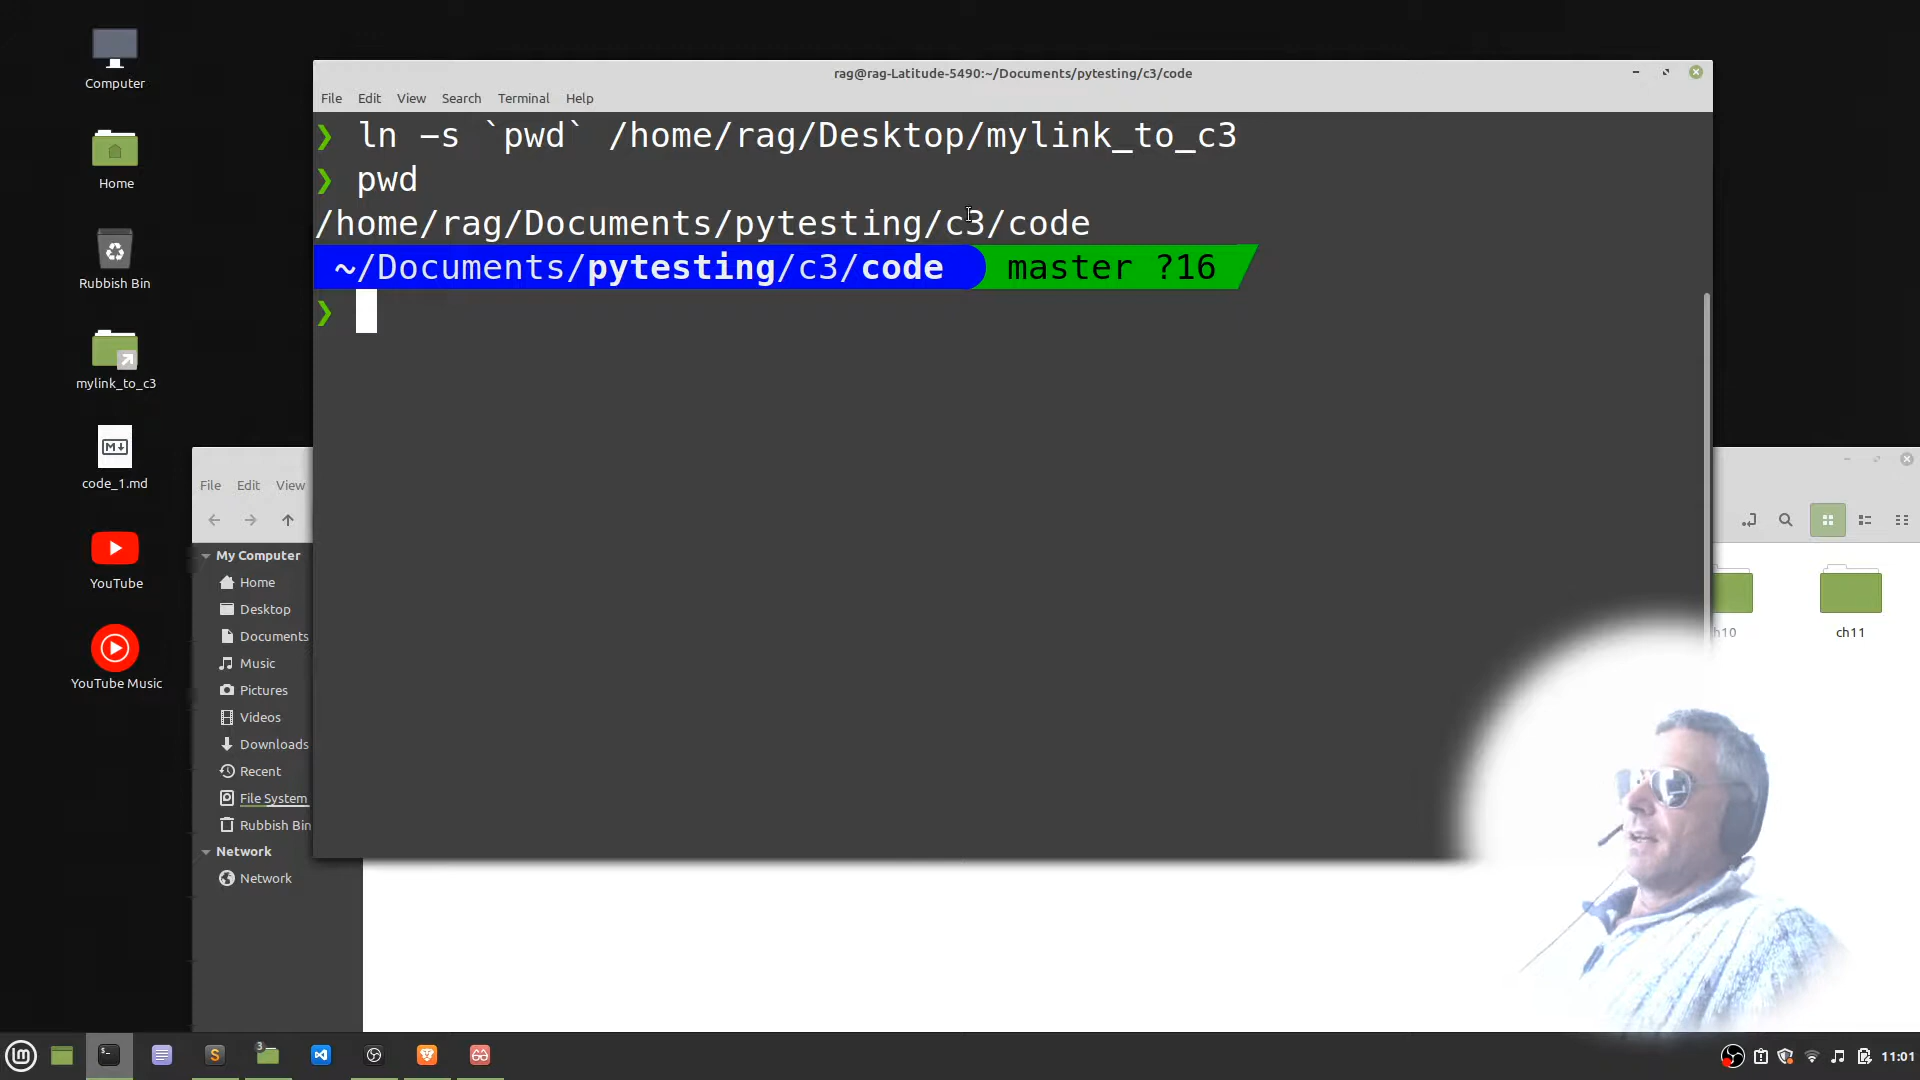 Computer
Home
Rubbish Bin
mylink_to_c3
M
code_1.md
YouTube
YouTube Music
rag@rag-Latitude-5490:~/Documents/pytesting/c3/code
File Edit View Search Terminal Help
❯ ln -s `pwd` /home/rag/Desktop/mylink_to_c3
❯ pwd
/home/rag/Documents/pytesting/c3/code
~/Documents/pytesting/c3/code master ?16
❯
File Edit View
My Computer
Home
Desktop
Documents
Music
Pictures
Videos
Downloads
Recent
File System
Rubbish Bin
Network
Network
ch11
lm
$-
S
3
11:01